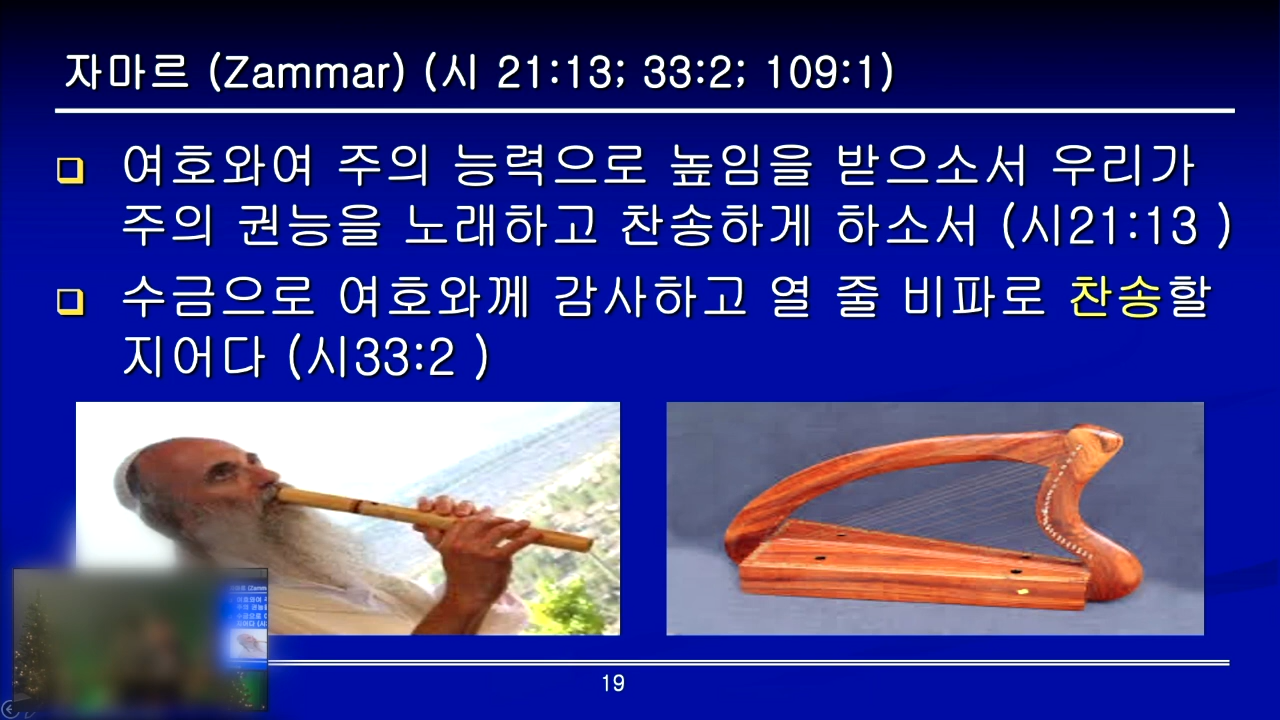 자마르 (Zammar) (시 21:13; 33:2; 109:1)
여호와여 주의 능력으로 높임을 받으소서 우리가
주의 권능을 노래하고 찬송하게 하소서 (시21:13 )
수금으로 여호와께 감사하고 열 줄 비파로 찬송할
지어다 (시33:2 )
19